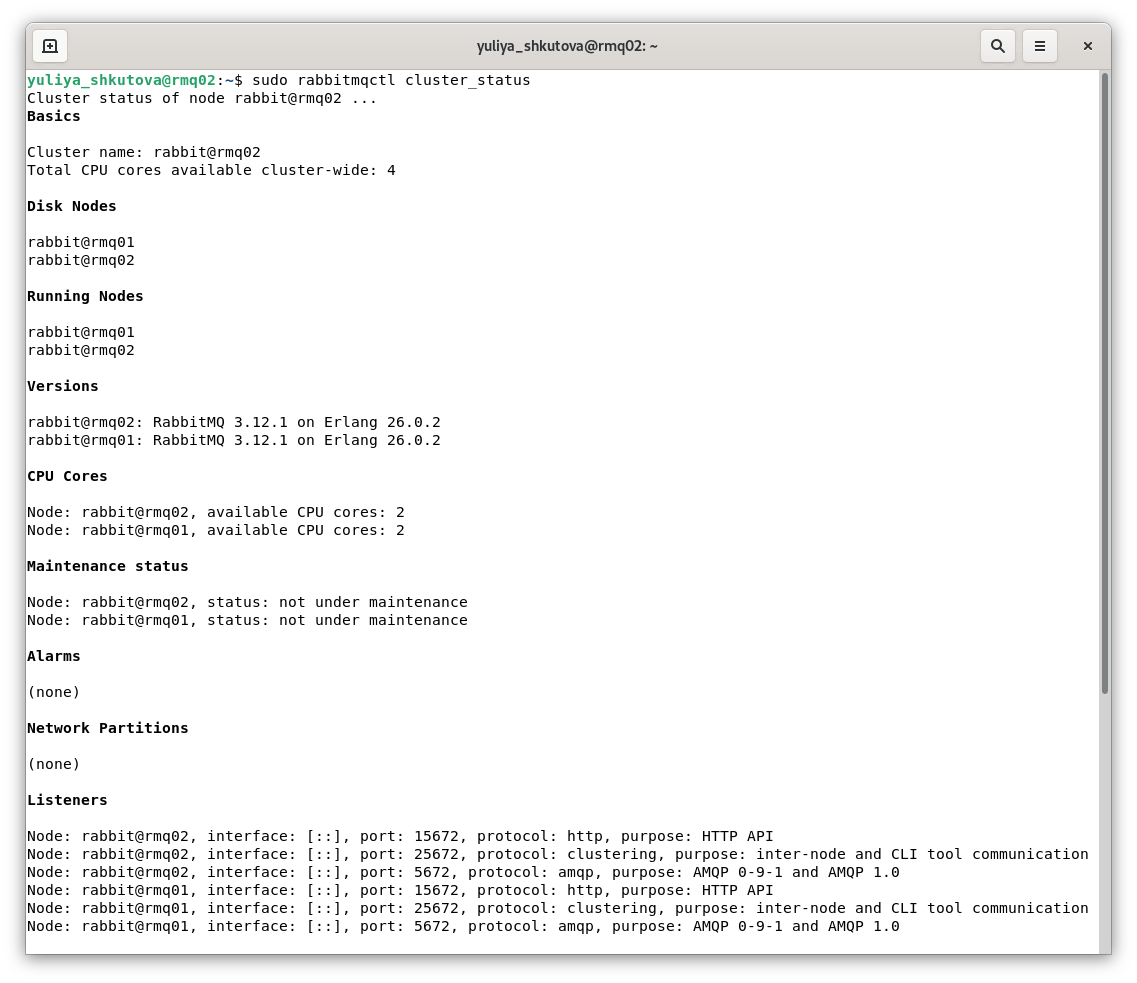 yuliya_shkutova@rmq02: ~
yuliya_shkutova@rmq02:~$ sudo rabbitmqctl cluster_status
Cluster status of node rabbit@rmq02 ...
Basics
Cluster name: rabbit@rmq02
Total CPU cores available cluster-wide: 4
Disk Nodes
rabbit@rmq01
rabbit@rmq02
Running Nodes
rabbit@rmq01
rabbit@rmq02
Versions
rabbit@rmq02: RabbitMQ 3.12.1 on Erlang 26.0.2
rabbit@rmq01: RabbitMQ 3.12.1 on Erlang 26.0.2
CPU Cores
Node: rabbit@rmq02, available CPU cores: 2
Node: rabbit@rmq01, available CPU cores: 2
Maintenance status
Node: rabbit@rmq02, status: not under maintenance
Node: rabbit@rmq01, status: not under maintenance
Alarms
(none)
Network Partitions
(none)
Listeners
Node: rabbit@rmq02, interface: [::], port: 15672, protocol: http, purpose: HTTP API
Node: rabbit@rmq02, interface: [::], port: 25672, protocol: clustering, purpose: inter-node and CLI tool communication
Node: rabbit@rmq02, interface: [::], port: 5672, protocol: amqp, purpose: AMQP 0-9-1 and AMQP 1.0
Node: rabbit@rmq01, interface: [::], port: 15672, protocol: http, purpose: HTTP API
Node: rabbit@rmq01, interface: [::], port: 25672, protocol: clustering, purpose: inter-node and CLI tool communication
Node: rabbit@rmq01, interface: [::], port: 5672, protocol: amqp, purpose: AMQP 0-9-1 and AMQP 1.0